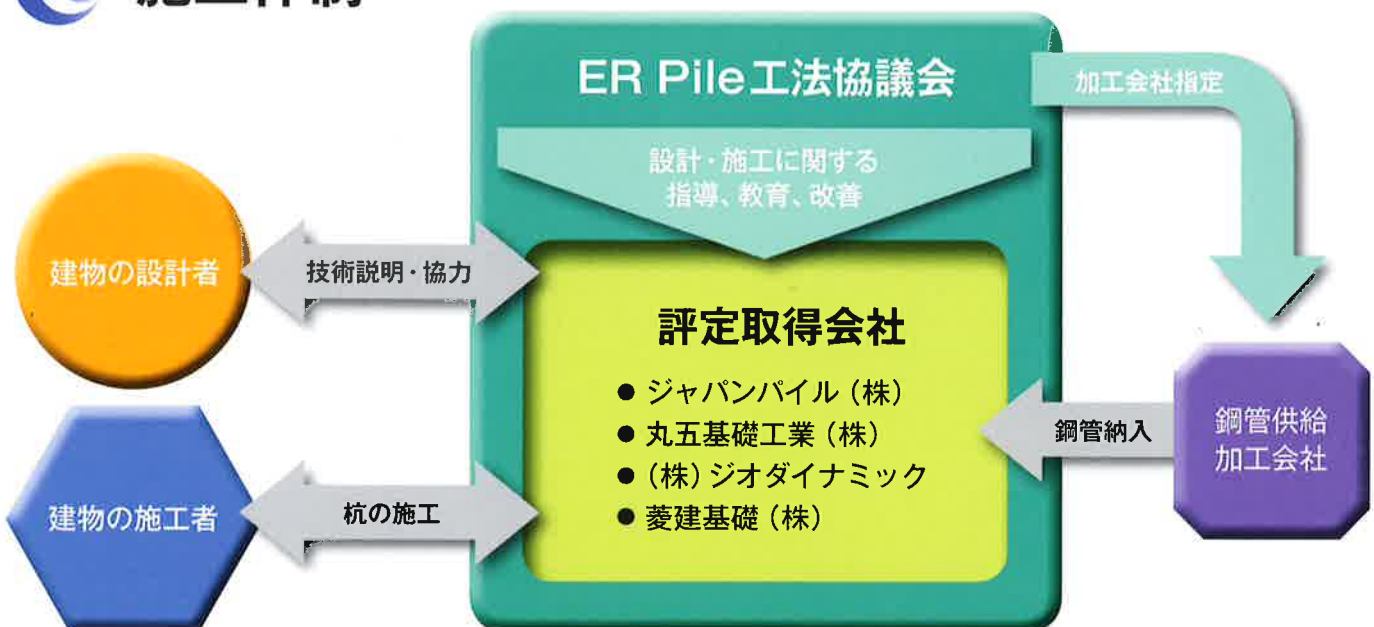 施工体制
ER Pile工法協議会
加工会社指定
設計・施工に関する
指導、教育、改善
建物の設計者
技術説明・協力
評定取得会社
● ジャパンパイル(株)
● 丸五基礎工業(株)
● (株)ジオダイナミック
● 菱建基礎(株)
鋼管納入
鋼管供給
加工会社
建物の施工者
杭の施工